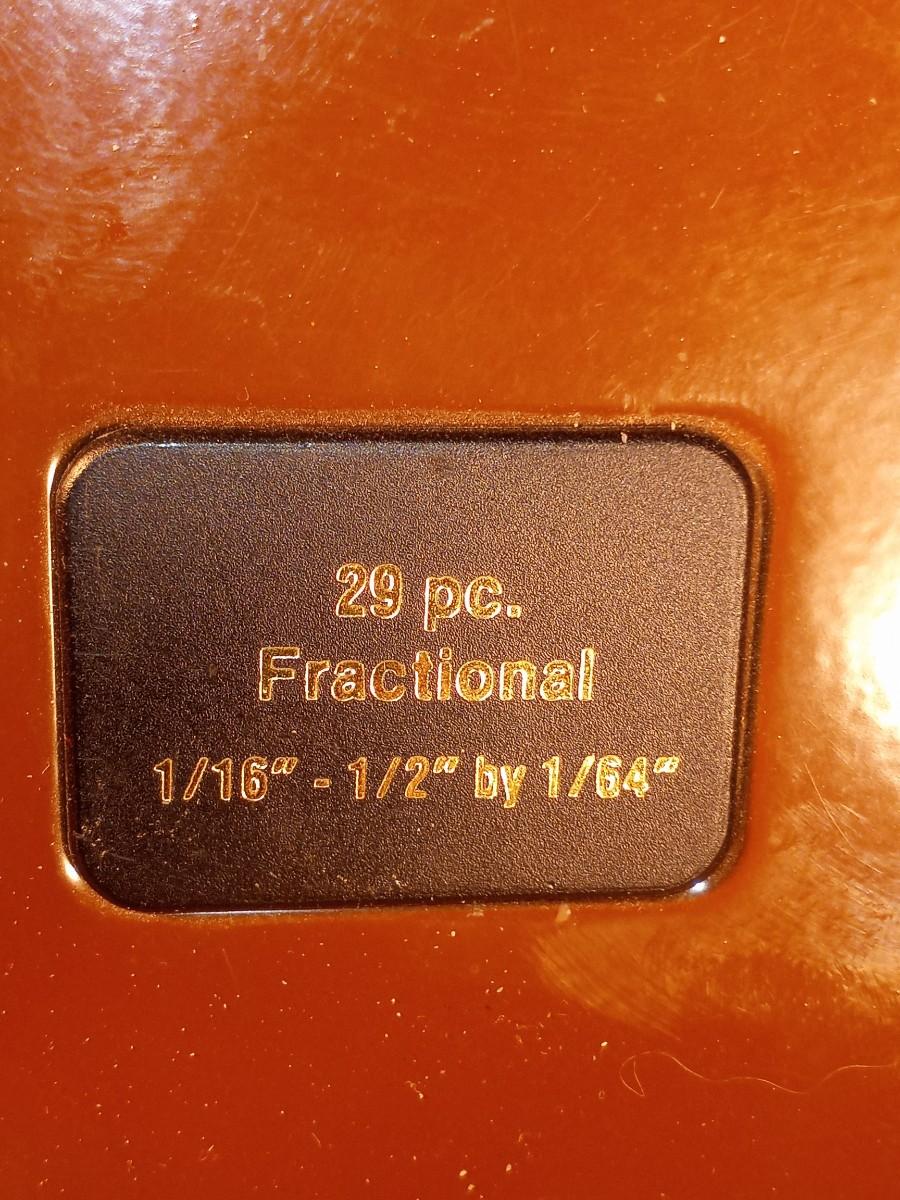 29 pc.
Fractional
1/16" - 1/2" by 1/64"